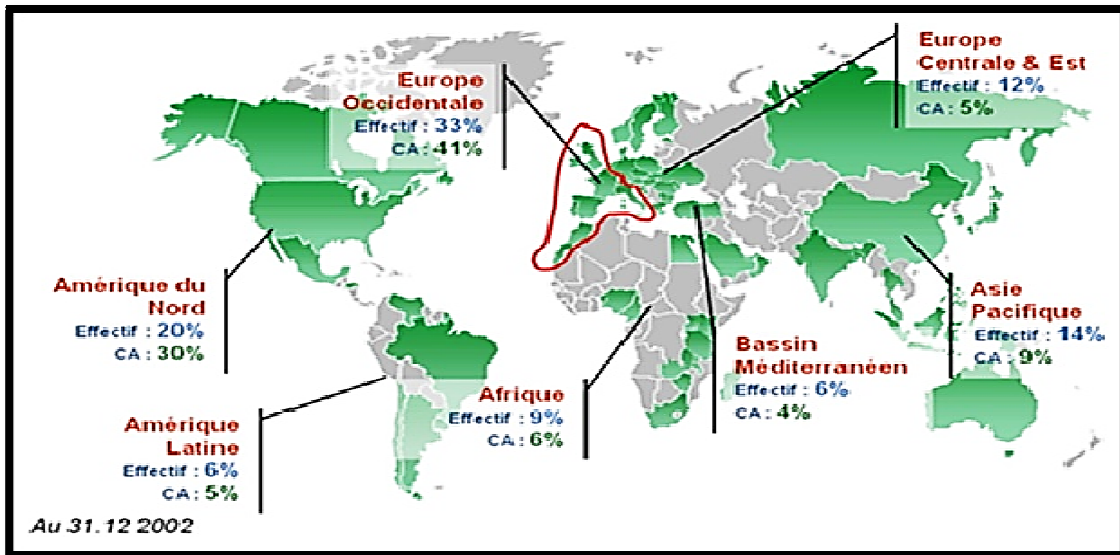 Europe
Occidentale
Effectif : 33%
CA : 41%
Europe
Centrale & Est
Effectif : 12%
CA : 5%
Amérique du
Nord
Effectif : 20%
CA : 30%
Asie
Pacifique
Effectif : 14%
CA : 9%
Bassin
Méditerranéen
Effectif : 6%
CA : 4%
Afrique
Effectif : 9%
CA : 6%
Amérique
Latine
Effectif : 6%
CA : 5%
Au 31.12 2002